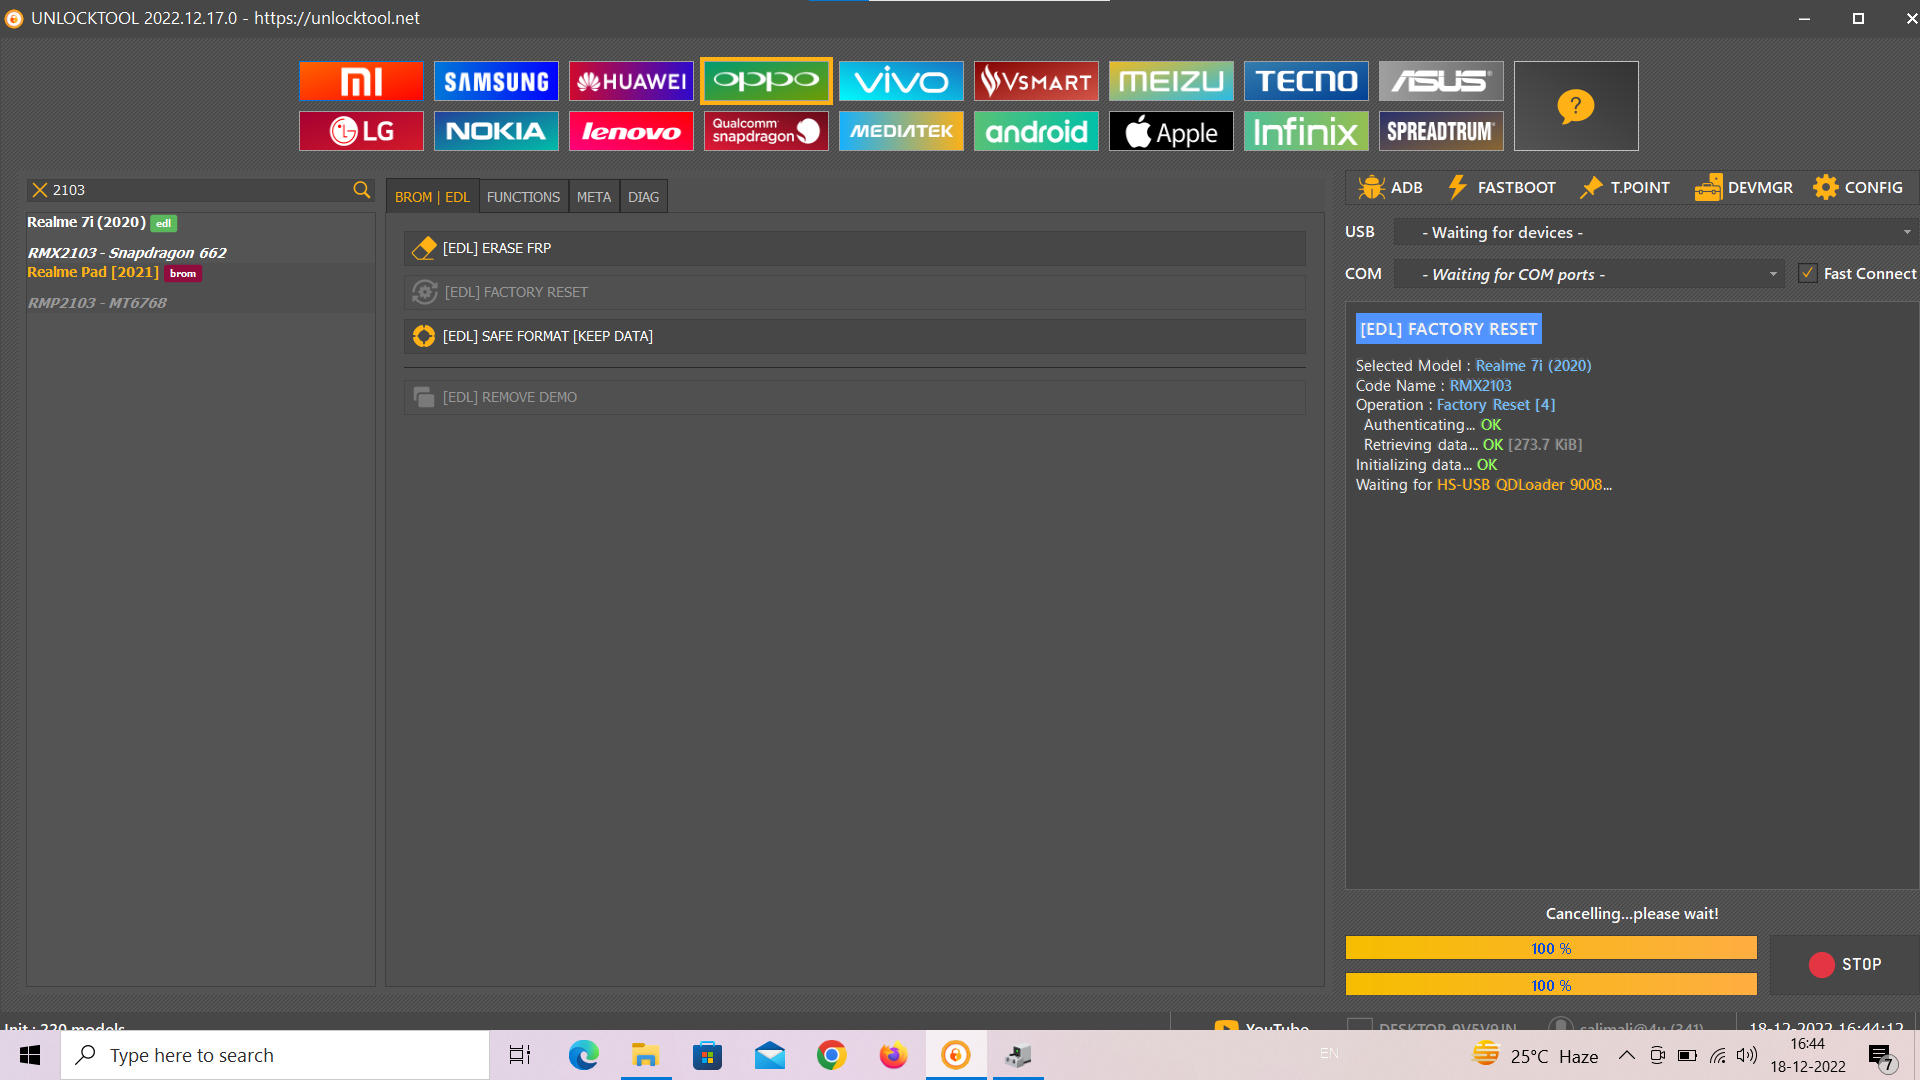 UNLOCKTOOL 2022.12.17.0 - https://unlocktool.net
MI SAMSUNG HUAWEI OPPO VIVO VSMART MEIZU TECNO ASUS ?
LG NOKIA lenovo Qualcomm snapdragon MEDIATEK android Apple Infinix SPREADTRUM
2103
Realme 7i (2020) edl
RMX2103 - Snapdragon 662
Realme Pad [2021] brom
RMP2103 - MT6768
BROM | EDL FUNCTIONS META DIAG
[EDL] ERASE FRP
[EDL] FACTORY RESET
[EDL] SAFE FORMAT [KEEP DATA]
[EDL] REMOVE DEMO
ADB FASTBOOT T.POINT DEVMGR CONFIG
USB - Waiting for devices -
COM - Waiting for COM ports - Fast Connect
[EDL] FACTORY RESET
Selected Model : Realme 7i (2020)
Code Name : RMX2103
Operation : Factory Reset [4]
Authenticating... OK
Retrieving data... OK [273.7 KiB]
Initializing data... OK
Waiting for HS-USB QDLoader 9008...
Cancelling...please wait!
100 %
100 %
STOP
Init : 220 models
YouTube DESKTOP-9V5V9JN salimali@4u (341) 18-12-2022 16:44:12
Type here to search
EN
25°C Haze
16:44
18-12-2022
7